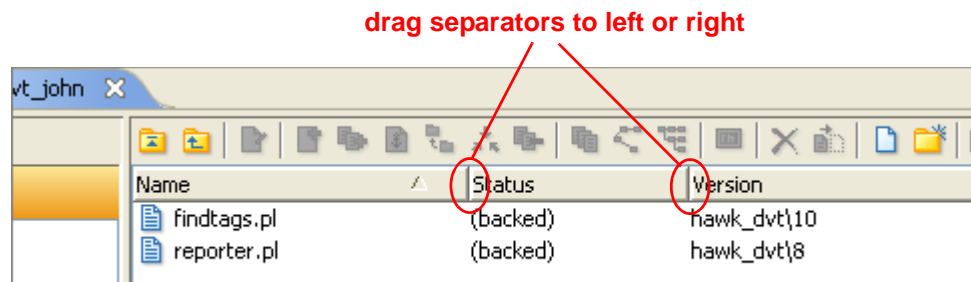 drag separators to left or right
vt_john
Name Status Version
findtags.pl (backed) hawk_dvt\10
reporter.pl (backed) hawk_dvt\8